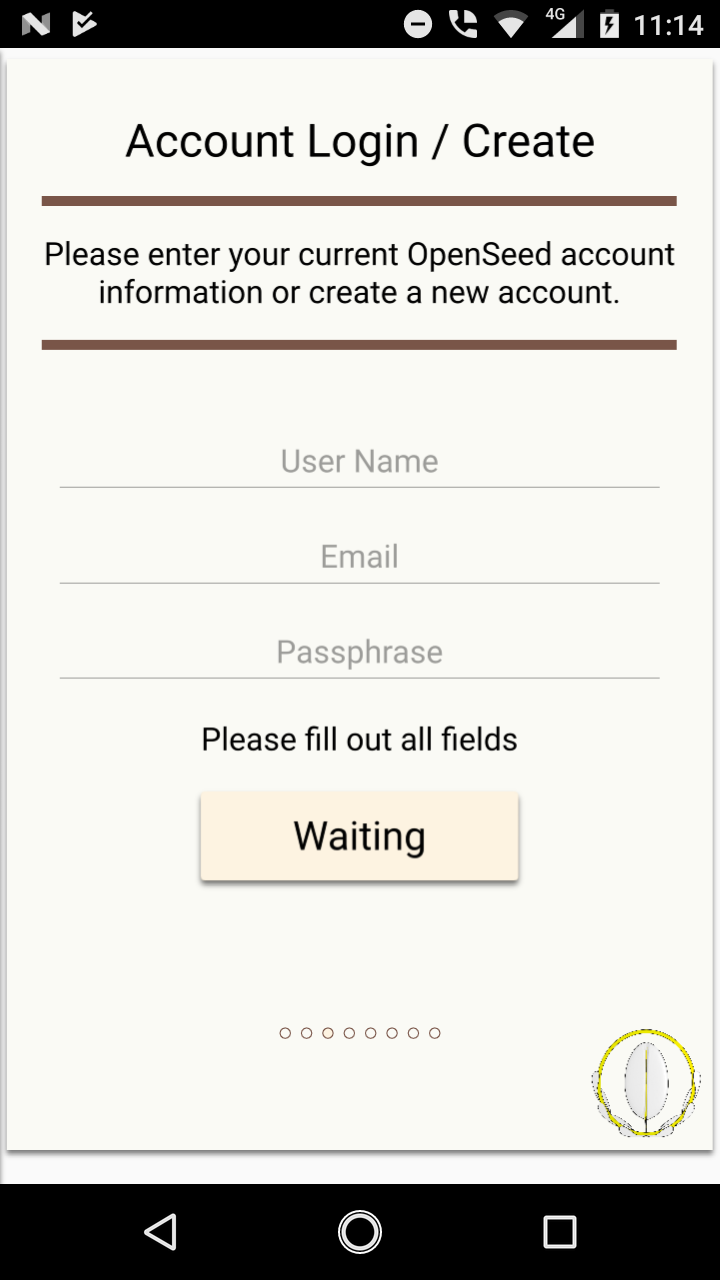 4G 11:14
Account Login / Create
Please enter your current OpenSeed account
information or create a new account.
User Name
Email
Passphrase
Please fill out all fields
Waiting